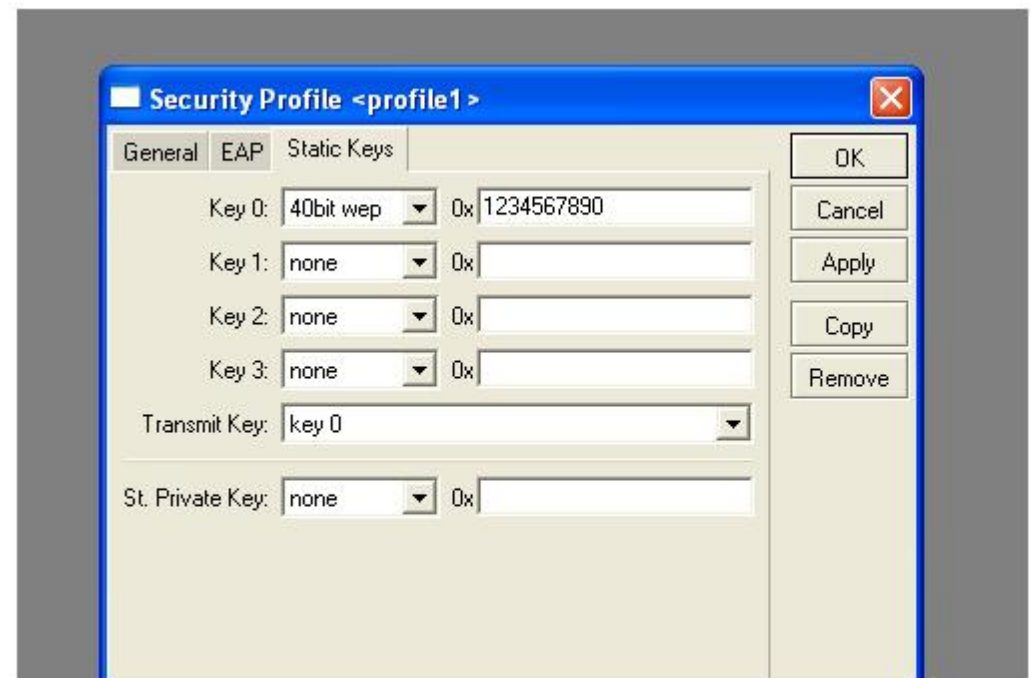 Security Profile <profile1>
General EAP Static Keys
OK
Key 0: 40bit wep 0x 1234567890
Cancel
Key 1: none 0x
Apply
Key 2: none 0x
Copy
Key 3: none 0x
Remove
Transmit Key: key 0
St. Private Key: none 0x